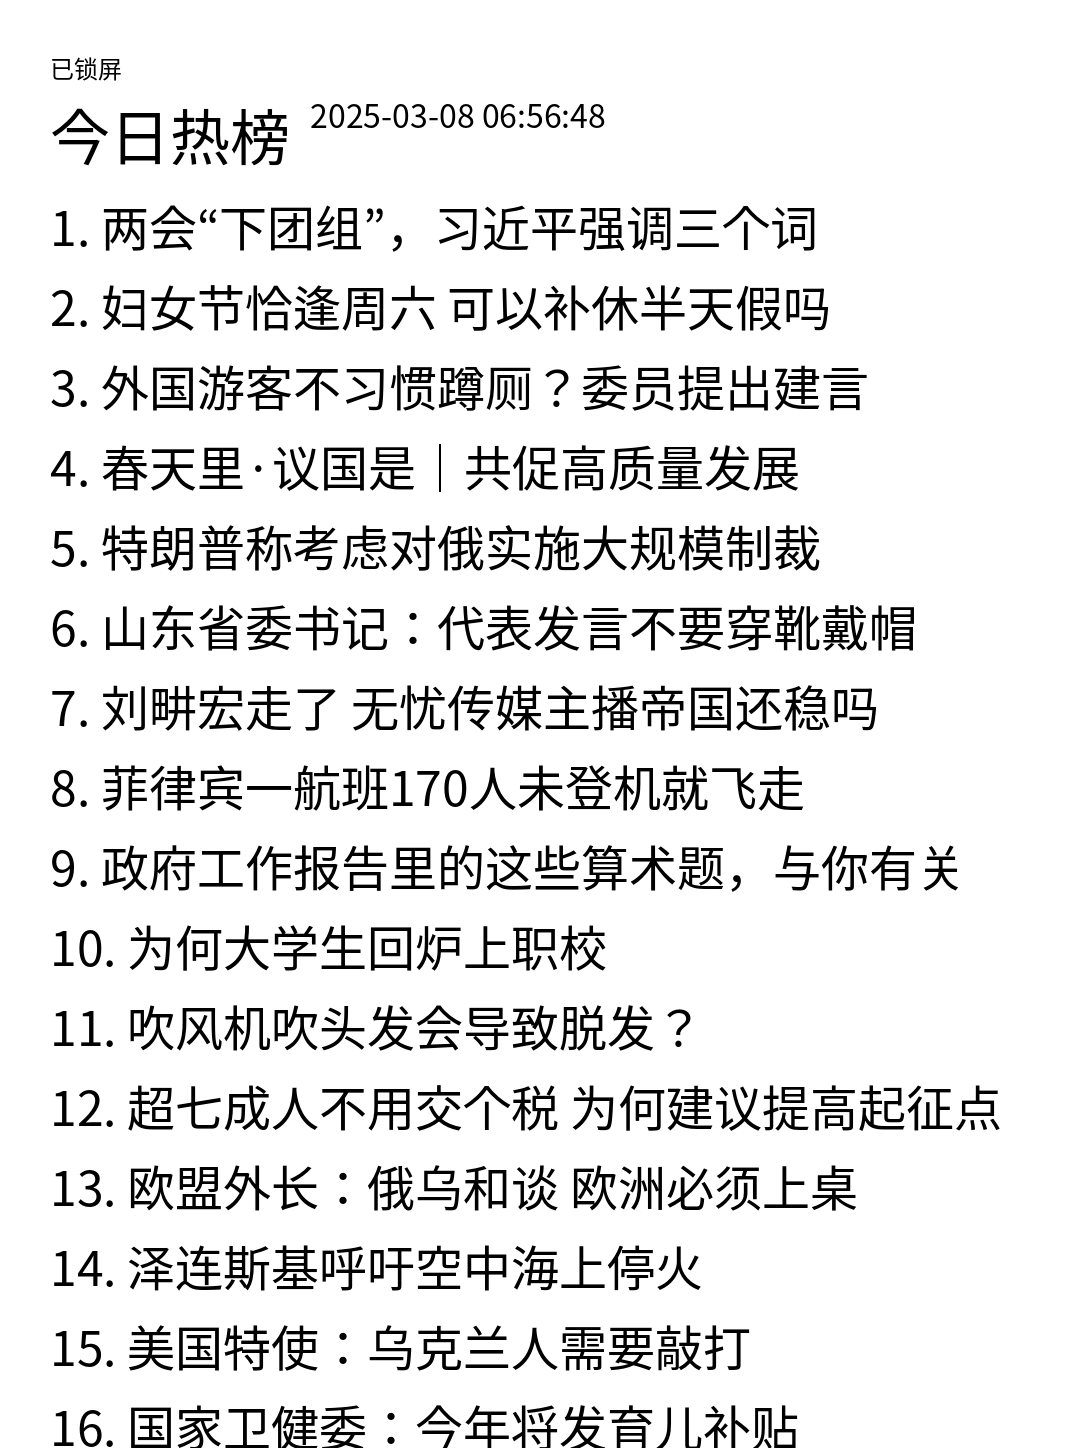 已锁屏
今日热榜 2025-03-08 06:56:48
1. 两会“下团组”，习近平强调三个词
2. 妇女节恰逢周六 可以补休半天假吗
3. 外国游客不习惯蹲厕？委员提出建言
4. 春天里·议国是｜共促高质量发展
5. 特朗普称考虑对俄实施大规模制裁
6. 山东省委书记：代表发言不要穿靴戴帽
7. 刘畊宏走了 无忧传媒主播帝国还稳吗
8. 菲律宾一航班170人未登机就飞走
9. 政府工作报告里的这些算术题，与你有关
10. 为何大学生回炉上职校
11. 吹风机吹头发会导致脱发？
12. 超七成人不用交个税 为何建议提高起征点
13. 欧盟外长：俄乌和谈 欧洲必须上桌
14. 泽连斯基呼吁空中海上停火
15. 美国特使：乌克兰人需要敲打
16. 国家卫健委：今年将发育儿补贴